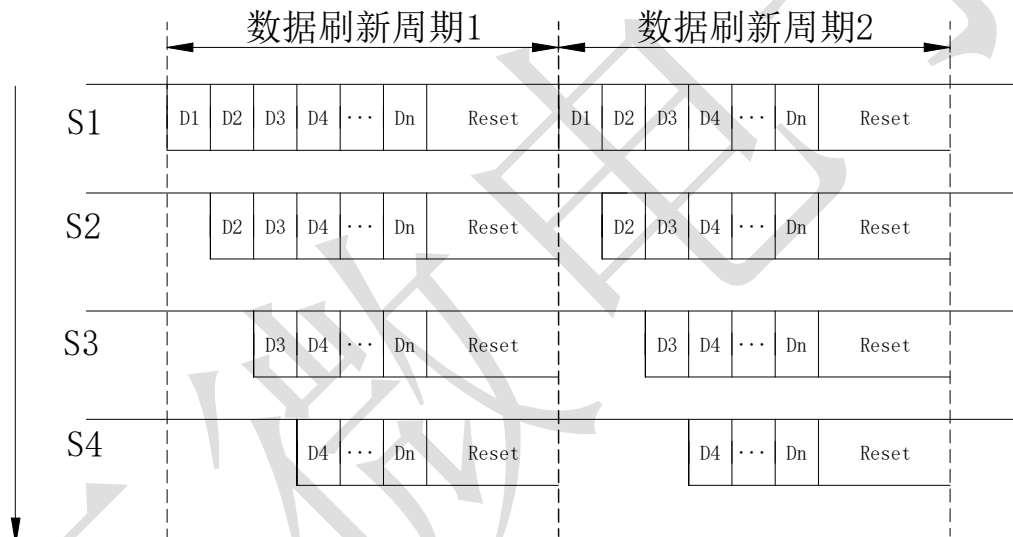 数据刷新周期1 数据刷新周期2
S1 D1 D2 D3 D4 ··· Dn Reset D1 D2 D3 D4 ··· Dn Reset
S2 D2 D3 D4 ··· Dn Reset D2 D3 D4 ··· Dn Reset
S3 D3 D4 ··· Dn Reset D3 D4 ··· Dn Reset
S4 D4 ··· Dn Reset D4 ··· Dn Reset
微电